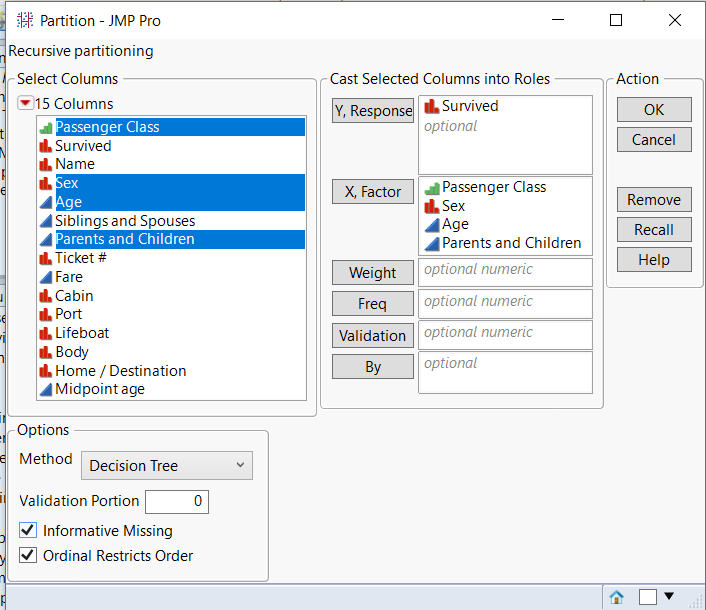 Partition - JMP Pro
Recursive partitioning
Select Columns
15 Columns
Passenger Class
Survived
Name
Sex
Age
Siblings and Spouses
Parents and Children
Ticket #
Fare
Cabin
Port
Lifeboat
Body
Home / Destination
Midpoint age
Cast Selected Columns into Roles
Y, Response
Survived
optional
X, Factor
Passenger Class
Sex
Age
Parents and Children
Weight
optional numeric
Freq
optional numeric
Validation
optional numeric
By
optional
Action
OK
Cancel
Remove
Recall
Help
Options
Method
Decision Tree
Validation Portion
0
Informative Missing
Ordinal Restricts Order